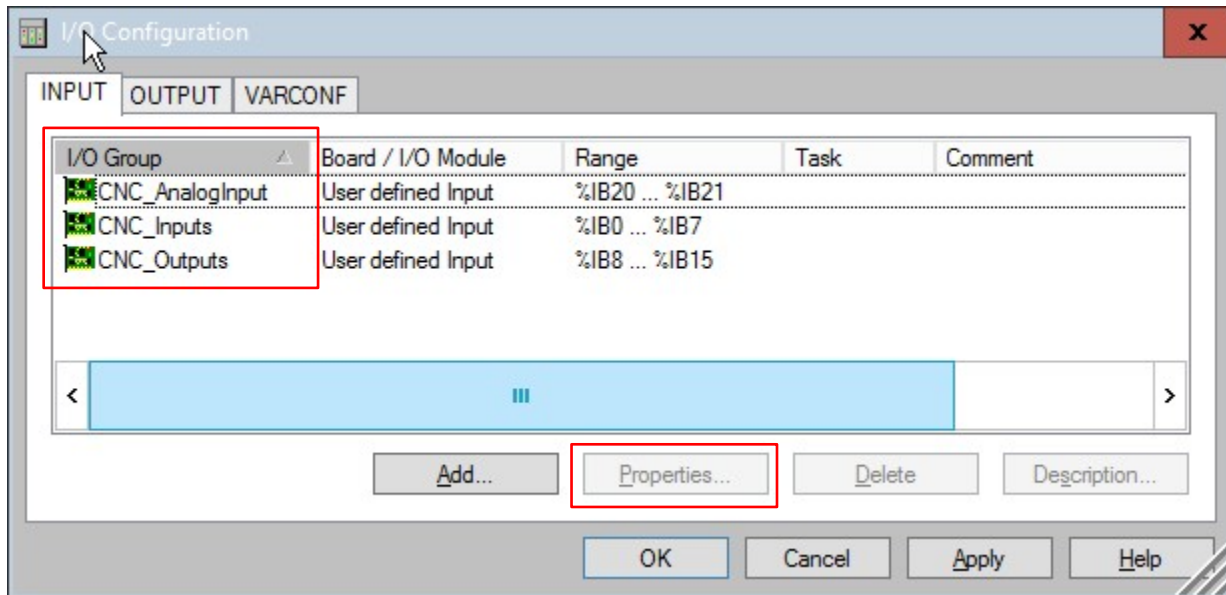 I/O Configuration
INPUT OUTPUT VARCONF
I/O Group Board / I/O Module Range Task Comment
CNC_AnalogInput User defined Input %IB20 ... %IB21
CNC_Inputs User defined Input %IB0 ... %IB7
CNC_Outputs User defined Input %IB8 ... %IB15
Add... Properties... Delete Description...
OK Cancel Apply Help